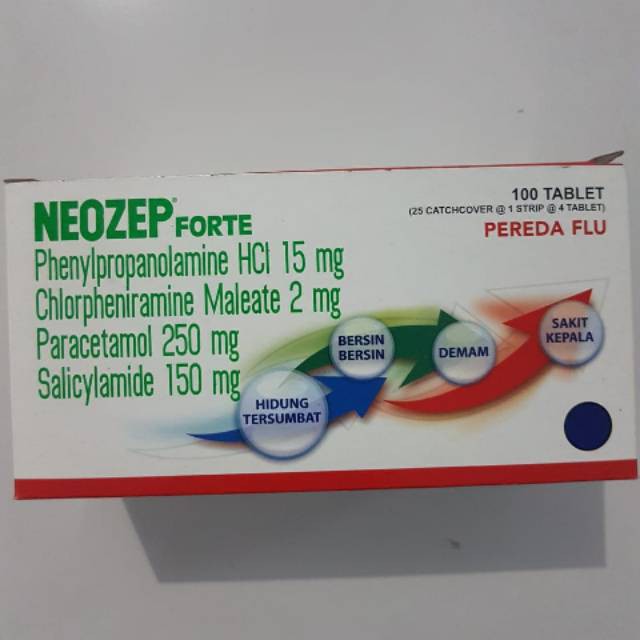 NEOZEP® FORTE
Phenylpropanolamine HCl 15 mg
Chlorpheniramine Maleate 2 mg
Paracetamol 250 mg
Salicylamide 150 mg
100 TABLET
(25 CATCHCOVER @ 1 STRIP @ 4 TABLET)
PEREDA FLU
HIDUNG
TERSUMBAT
BERSIN
BERSIN
DEMAM
SAKIT
KEPALA